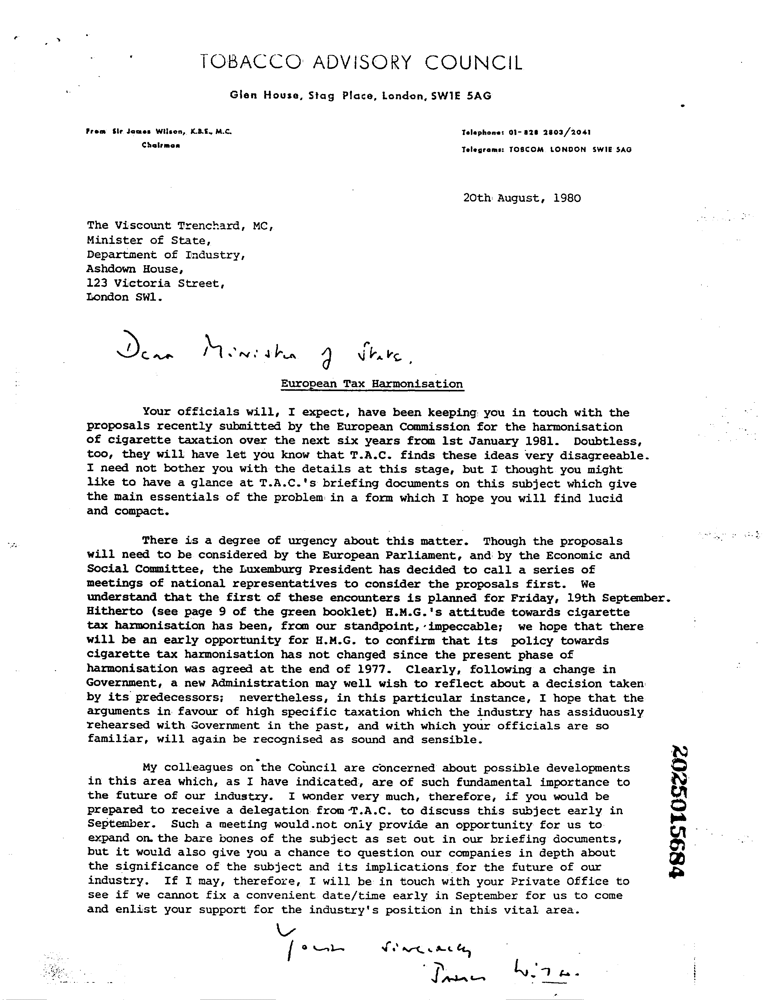 TOBACCO ADVISORY COUNCIL
Glen House, Stag Place, London, SW1E 5AG
From Sir James Wilson, K.B.E., M.C.
Chairman
Telephone: 01-828 2803/2041
Telegrams: TOBCOM LONDON SW1E 5AG
20th August, 1980
The Viscount Trenchard, MC,
Minister of State,
Department of Industry,
Ashdown House,
123 Victoria Street,
London SW1.
Dear Minister of State,
European Tax Harmonisation
Your officials will, I expect, have been keeping you in touch with the
proposals recently submitted by the European Commission for the harmonisation
of cigarette taxation over the next six years from 1st January 1981. Doubtless,
too, they will have let you know that T.A.C. finds these ideas very disagreeable.
I need not bother you with the details at this stage, but I thought you might
like to have a glance at T.A.C.'s briefing documents on this subject which give
the main essentials of the problem in a form which I hope you will find lucid
and compact.
There is a degree of urgency about this matter. Though the proposals
will need to be considered by the European Parliament, and by the Economic and
Social Committee, the Luxemburg President has decided to call a series of
meetings of national representatives to consider the proposals first. We
understand that the first of these encounters is planned for Friday, 19th September.
Hitherto (see page 9 of the green booklet) H.M.G.'s attitude towards cigarette
tax harmonisation has been, from our standpoint, impeccable; we hope that there
will be an early opportunity for H.M.G. to confirm that its policy towards
cigarette tax harmonisation has not changed since the present phase of
harmonisation was agreed at the end of 1977. Clearly, following a change in
Government, a new Administration may well wish to reflect about a decision taken
by its predecessors; nevertheless, in this particular instance, I hope that the
arguments in favour of high specific taxation which the industry has assiduously
rehearsed with Government in the past, and with which your officials are so
familiar, will again be recognised as sound and sensible.
My colleagues on the Council are concerned about possible developments
in this area which, as I have indicated, are of such fundamental importance to
the future of our industry. I wonder very much, therefore, if you would be
prepared to receive a delegation from T.A.C. to discuss this subject early in
September. Such a meeting would not only provide an opportunity for us to
expand on the bare bones of the subject as set out in our briefing documents,
but it would also give you a chance to question our companies in depth about
the significance of the subject and its implications for the future of our
industry. If I may, therefore, I will be in touch with your Private Office to
see if we cannot fix a convenient date/time early in September for us to come
and enlist your support for the industry's position in this vital area.
Yours sincerely
James Wilson
2025015684